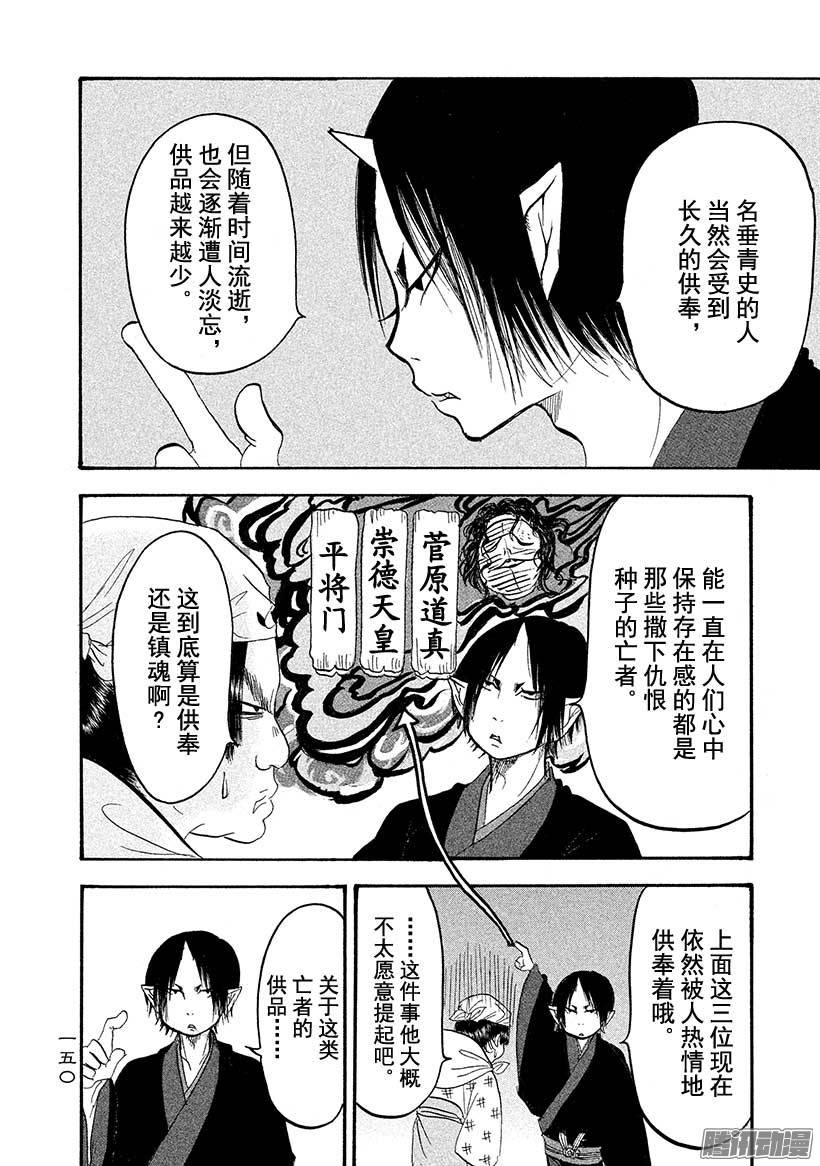 名垂青史的人
当然会受到
长久的供奉，
但随着时间流逝，
也会逐渐遭人淡忘，
供品越来越少。
能一直在人们心中
保持存在感的都是
那些撒下仇恨
种子的亡者。
菅原道真
崇德天皇
平将门
这到底算是供奉
还是镇魂啊？
上面这三位现在
依然被人热情地
供奉着哦。
……这件事他大概
不太愿意提起吧。
关于这类
亡者的
供品……
一五〇
腾讯动漫